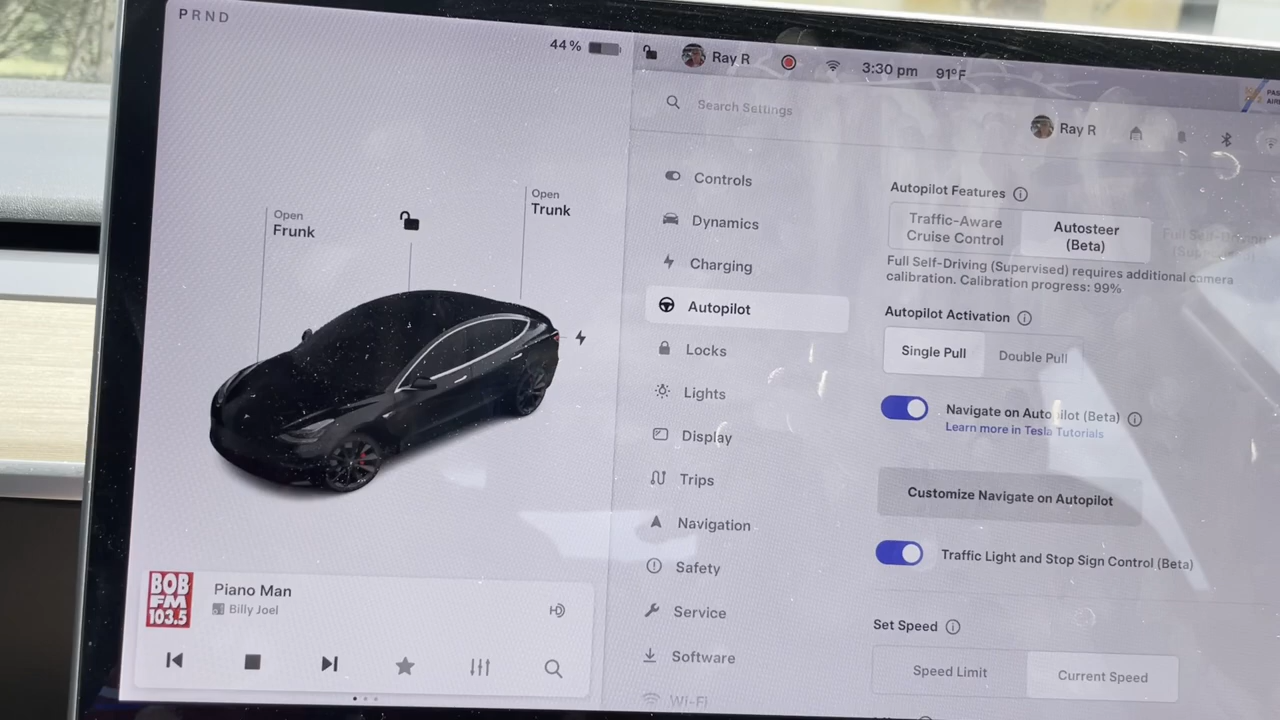 PRND
44%
Ray R
3:30 pm
91°F
Search Settings
Ray R
Open
Frunk
Open
Trunk
Controls
Dynamics
Charging
Autopilot
Locks
Lights
Display
Trips
Navigation
Safety
Service
Software
Wi-Fi
Autopilot Features
Traffic-Aware
Cruise Control
Autosteer
(Beta)
Full Self-Driving (Supervised) requires additional camera
calibration. Calibration progress: 99%
Autopilot Activation
Single Pull
Double Pull
Navigate on Autopilot (Beta)
Learn more in Tesla Tutorials
Customize Navigate on Autopilot
Traffic Light and Stop Sign Control (Beta)
Set Speed
Speed Limit
Current Speed
BOB
FM
103.5
Piano Man
Billy Joel